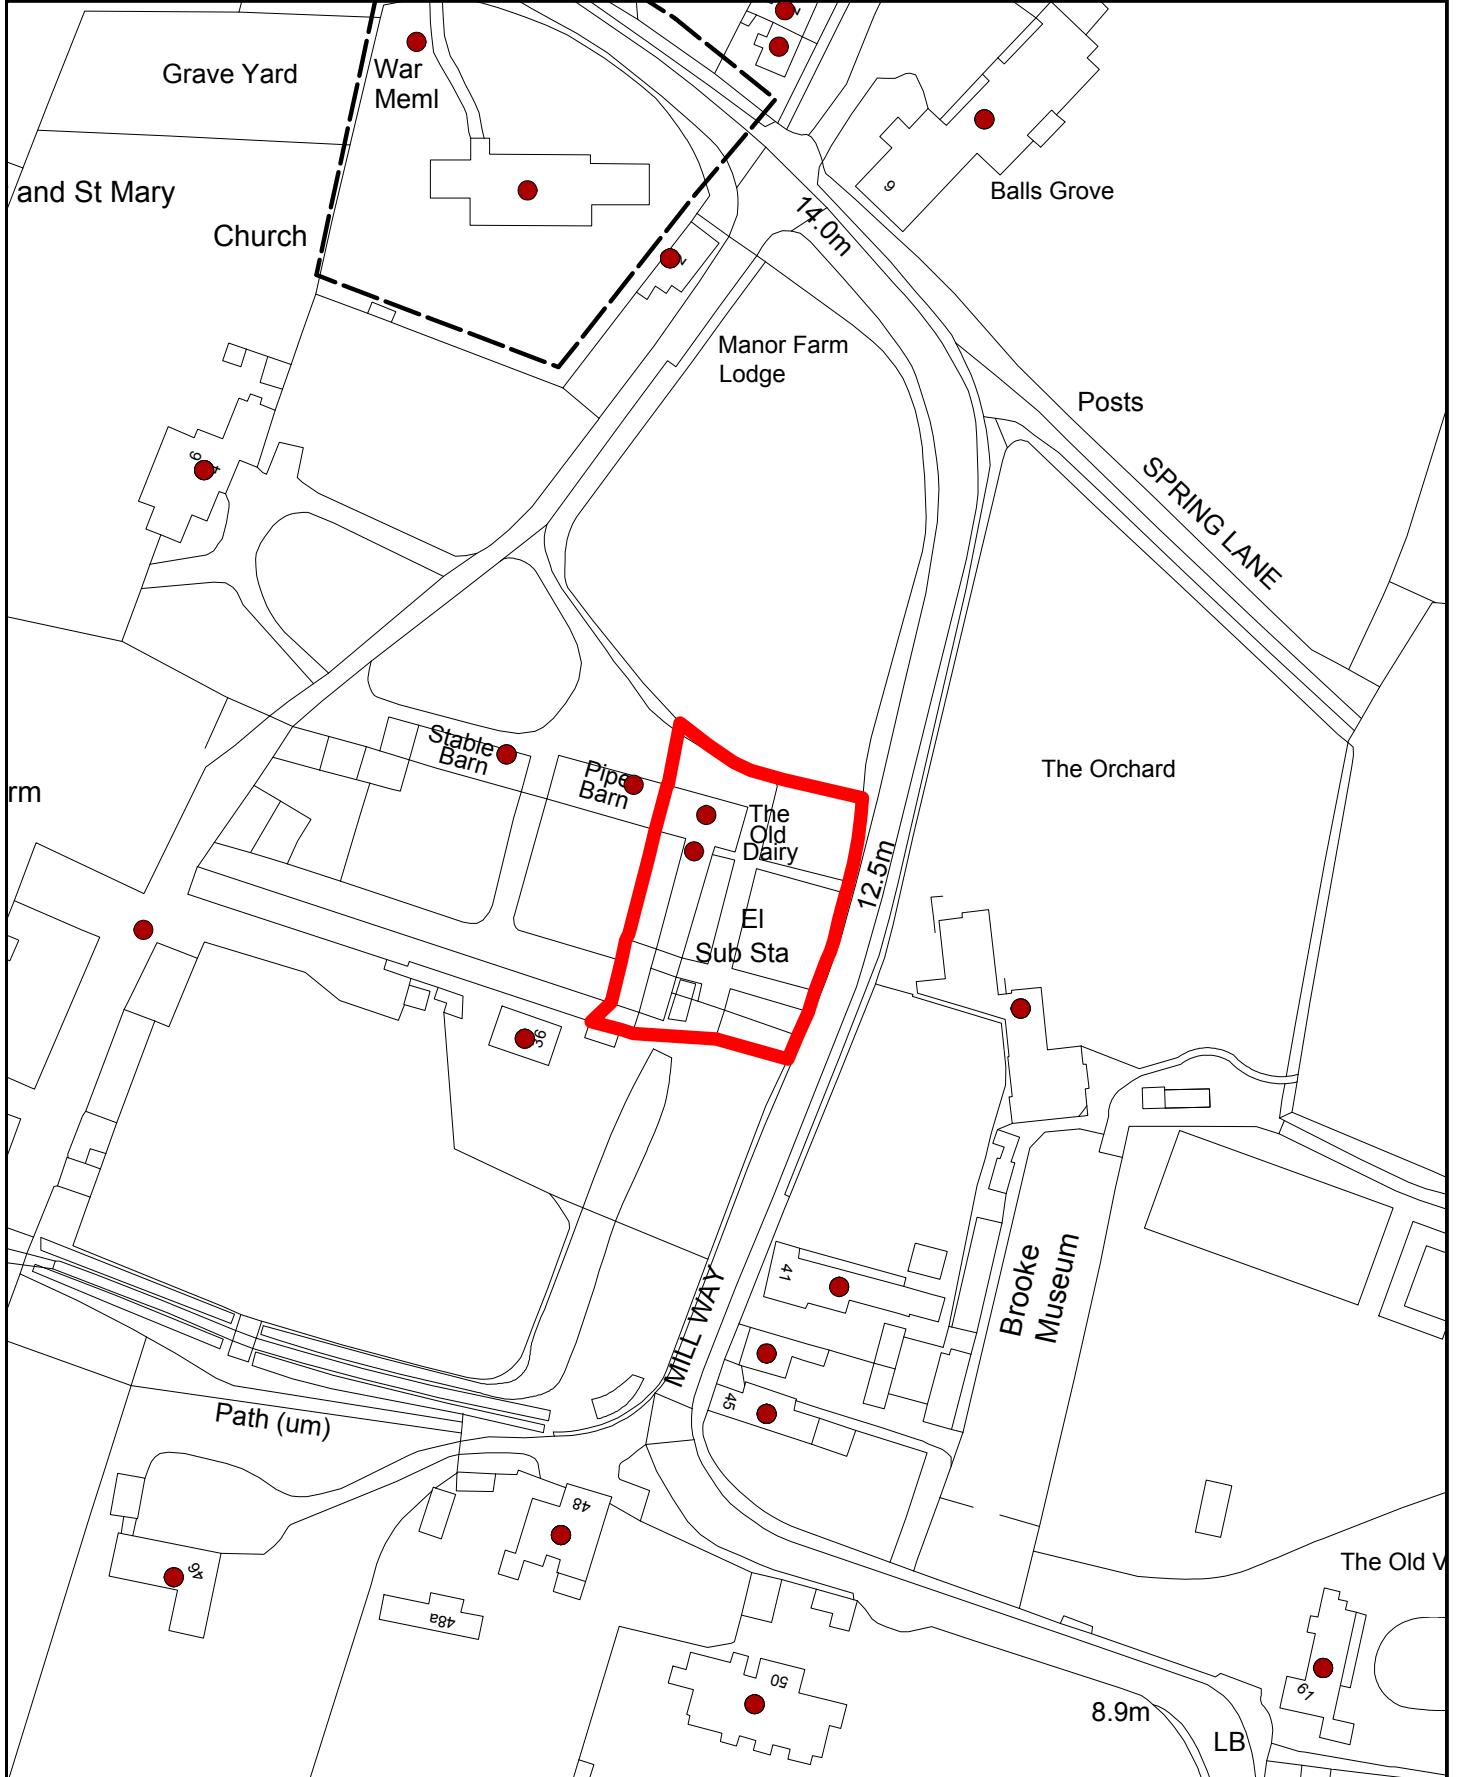 Grave Yard
War
Meml
and St Mary
Church
9
Balls Grove
14.0m
2
Manor Farm
Lodge
Posts
SPRING LANE
Stable
Barn
Pipe
Barn
The
Old
Dairy
The Orchard
rm
12.5m
El
Sub Sta
36
41
Brooke
Museum
MILL WAY
45
Path (um)
48
46
48a
The Old V
50
61
8.9m
LB